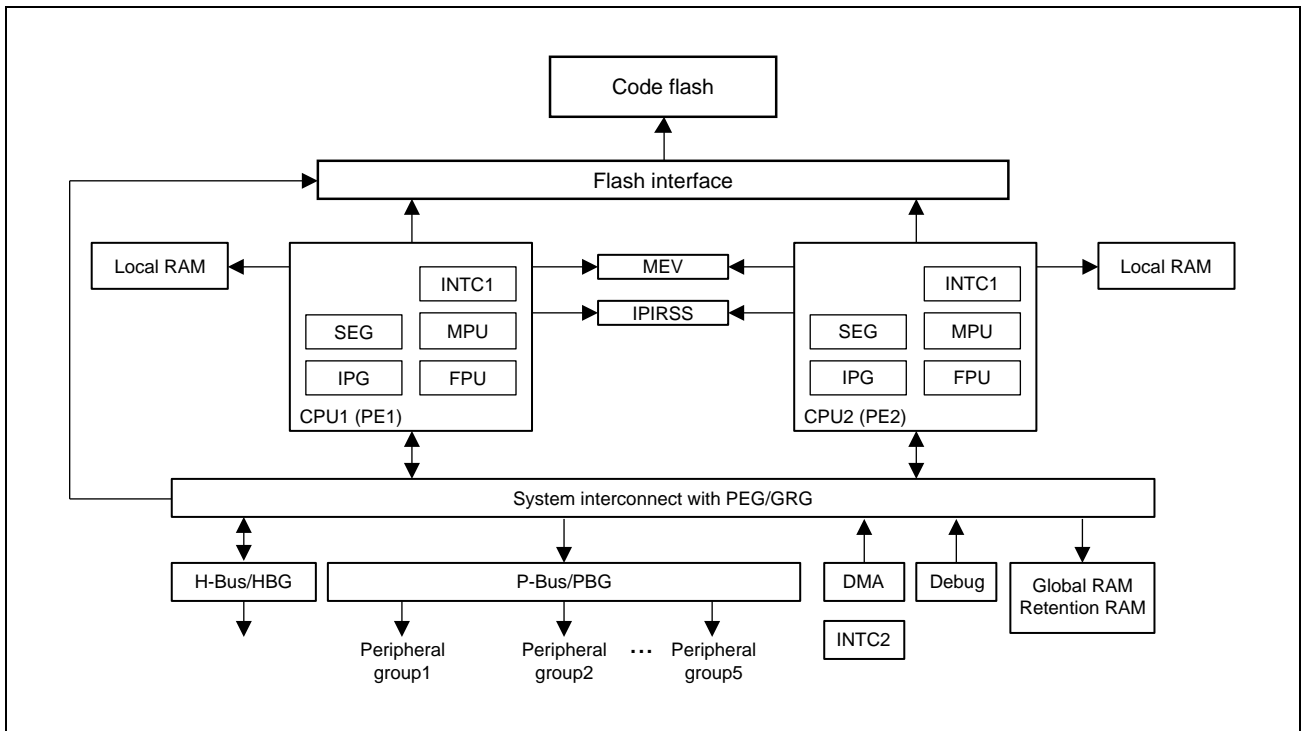 Code flash
Flash interface
Local RAM
MEV
Local RAM
INTC1
INTC1
IPIRSS
SEG
MPU
SEG
MPU
IPG
FPU
IPG
FPU
CPU1 (PE1)
CPU2 (PE2)
System interconnect with PEG/GRG
H-Bus/HBG
P-Bus/PBG
DMA
Debug
Global RAM
Retention RAM
INTC2
Peripheral
group1
Peripheral
group2
...
Peripheral
group5